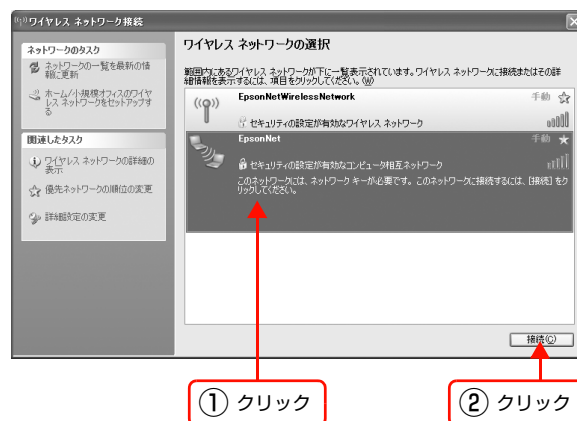 ワイヤレス ネットワーク接続
ネットワークのタスク
ネットワークの一覧を最新の情
報に更新
ホーム/小規模オフィスのワイヤ
レス ネットワークをセットアップす
る
関連したタスク
ワイヤレス ネットワークの詳細の
表示
優先ネットワークの順位の変更
詳細設定の変更
ワイヤレス ネットワークの選択
範囲内にあるワイヤレス ネットワークが下に一覧表示されています。ワイヤレス ネットワークに接続またはその詳
細情報を表示するには、項目をクリックしてください。(W)
EpsonNetWirelessNetwork 手動
セキュリティの設定が有効なワイヤレス ネットワーク
EpsonNet 手動
セキュリティの設定が有効なコンピュータ相互ネットワーク
このネットワークには、ネットワーク キーが必要です。このネットワークに接続するには、[接続] をク
リックしてください。
接続(C)
① クリック
② クリック